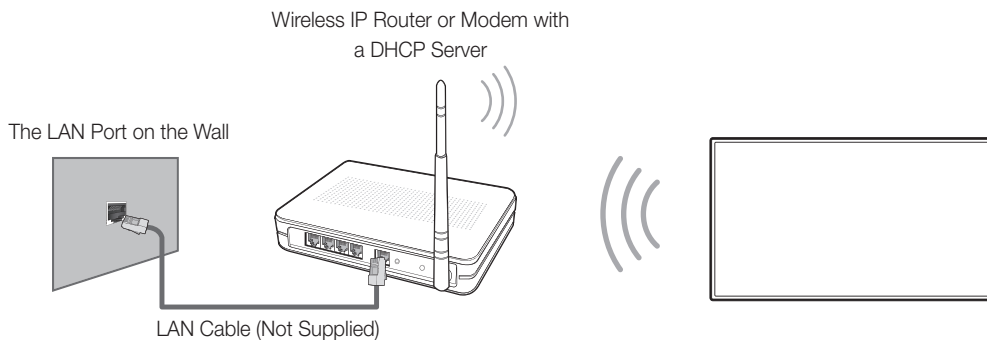 Wireless IP Router or Modem with
a DHCP Server
The LAN Port on the Wall
LAN Cable (Not Supplied)